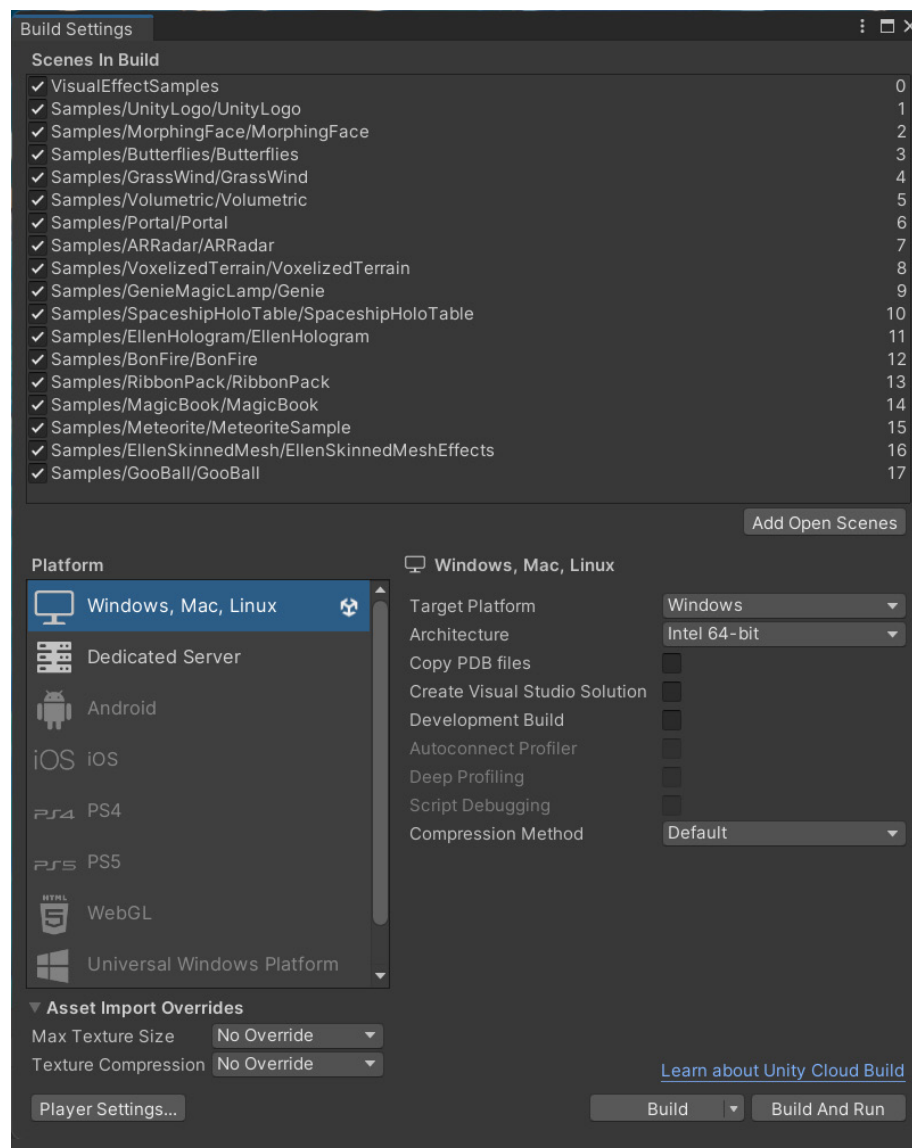 Build Settings
Scenes In Build
VisualEffectSamples 0
Samples/UnityLogo/UnityLogo 1
Samples/MorphingFace/MorphingFace 2
Samples/Butterflies/Butterflies 3
Samples/GrassWind/GrassWind 4
Samples/Volumetric/Volumetric 5
Samples/Portal/Portal 6
Samples/ARRadar/ARRadar 7
Samples/VoxelizedTerrain/VoxelizedTerrain 8
Samples/GenieMagicLamp/Genie 9
Samples/SpaceshipHoloTable/SpaceshipHoloTable 10
Samples/EllenHologram/EllenHologram 11
Samples/BonFire/BonFire 12
Samples/RibbonPack/RibbonPack 13
Samples/MagicBook/MagicBook 14
Samples/Meteorite/MeteoriteSample 15
Samples/EllenSkinnedMesh/EllenSkinnedMeshEffects 16
Samples/GooBall/GooBall 17
Add Open Scenes
Platform
Windows, Mac, Linux
Dedicated Server
Android
iOS iOS
PS4 PS4
PS5 PS5
HTML
5 WebGL
Universal Windows Platform
Windows, Mac, Linux
Target Platform Windows
Architecture Intel 64-bit
Copy PDB files
Create Visual Studio Solution
Development Build
Autoconnect Profiler
Deep Profiling
Script Debugging
Compression Method Default
Asset Import Overrides
Max Texture Size No Override
Texture Compression No Override
Learn about Unity Cloud Build
Player Settings...
Build
Build And Run